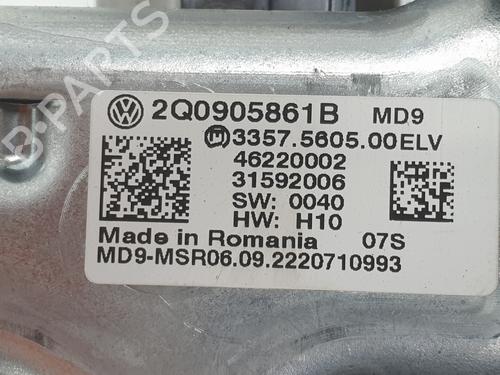 2Q0905861B MD9
3357.5605.00ELV
46220002
31592006
SW: 0040
HW: H10
Made in Romania 07S
MD9-MSR06.09.2220710993
B-PARTS